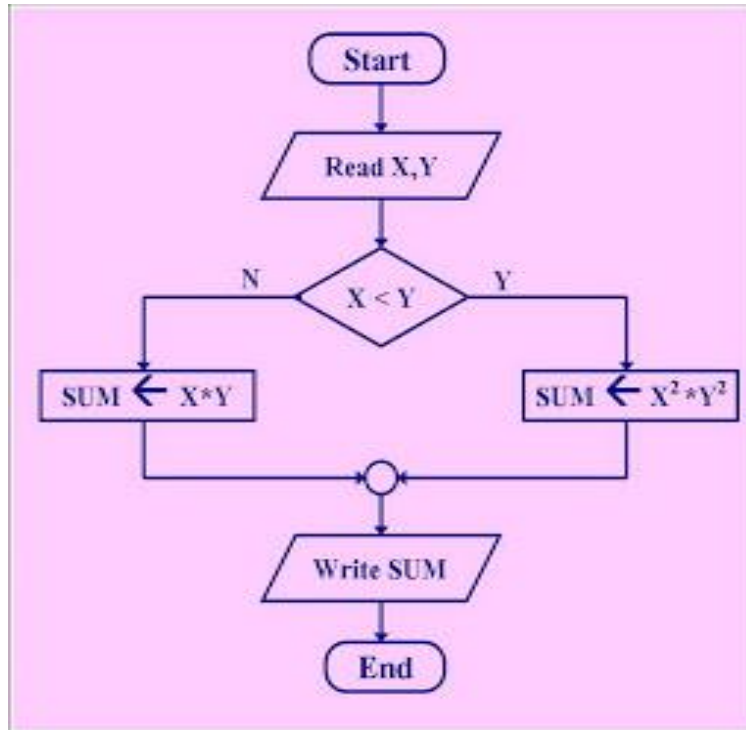 Start
Read X,Y
N
X < Y
Y
SUM ← X*Y
SUM ← X²*Y²
Write SUM
End